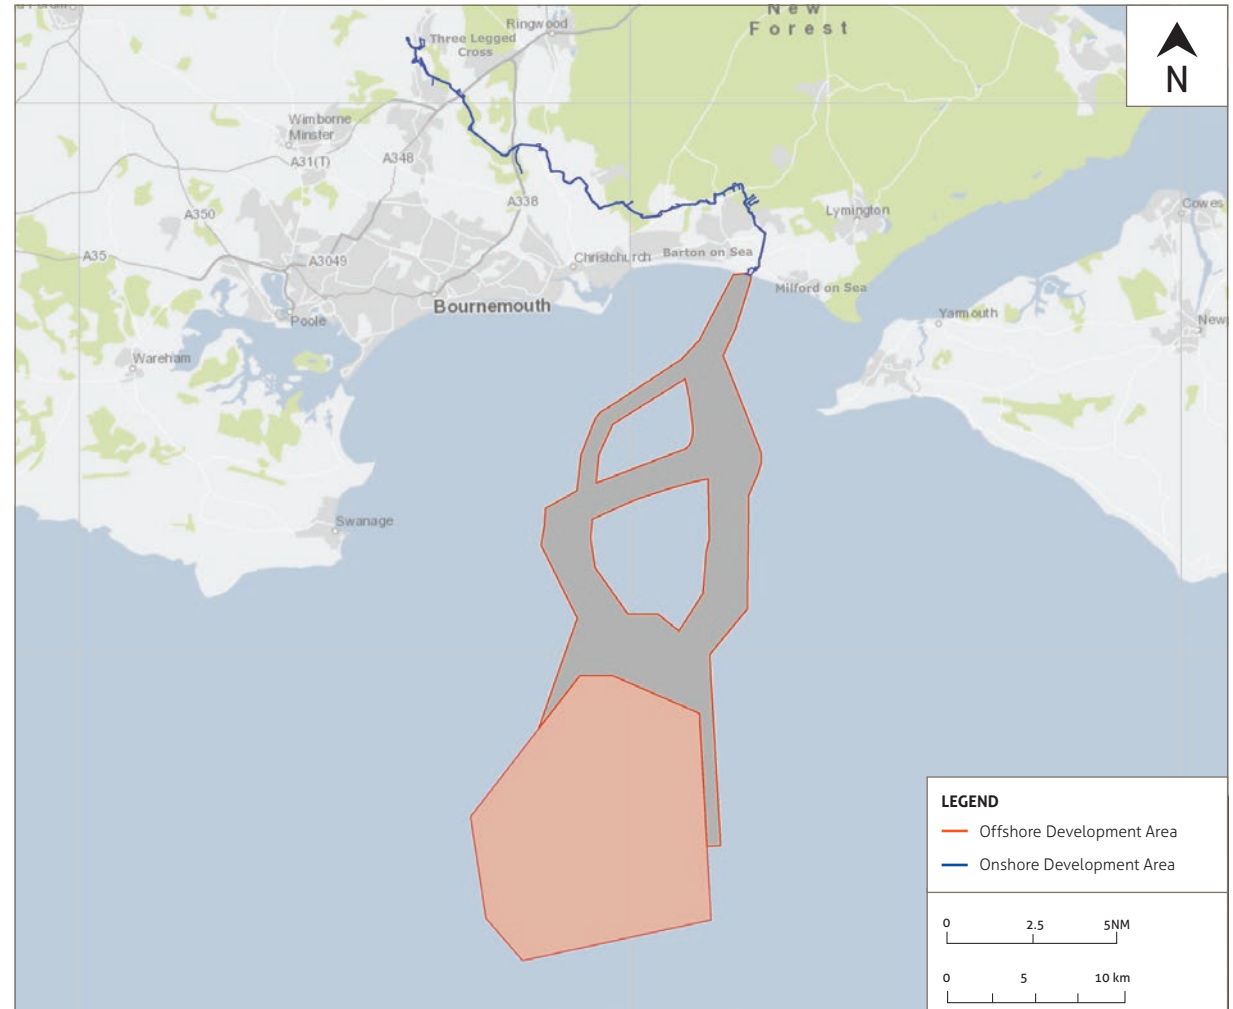 New
Forest
N
Ringwood
Three Legged
Cross
Wimborne
Minster
A31(T)
A348
A338
A350
Lymington
Cowes
A35
A3049
Christchurch
Barton on Sea
Milford on Sea
Bournemouth
Poole
Yarmouth
Wareham
Swanage
LEGEND
Offshore Development Area
Onshore Development Area
0 2.5 5NM
0 5 10 km